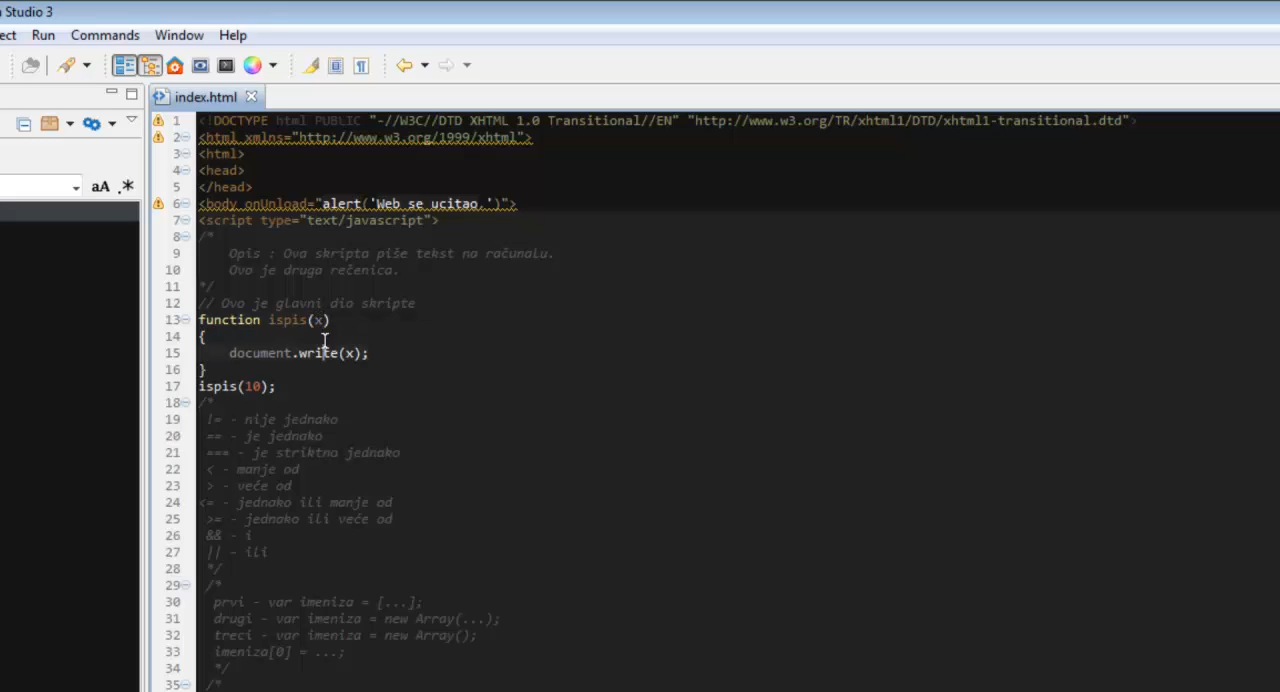 Studio 3
ect Run Commands Window Help
index.html
aA .*
1 <!DOCTYPE html PUBLIC "-//W3C//DTD XHTML 1.0 Transitional//EN" "http://www.w3.org/TR/xhtml1/DTD/xhtml1-transitional.dtd">
2 <html xmlns="http://www.w3.org/1999/xhtml">
3 <html>
4 <head>
5 </head>
6 <body onUnload="alert('Web se ucitao.')">
7 <script type="text/javascript">
8 /*
9 Opis : Ova skripta piše tekst na računalu.
10 Ovo je druga rečenica.
11 */
12 // Ovo je glavni dio skripte
13 function ispis(x)
14 {
15 document.write(x);
16 }
17 ispis(10);
18 /*
19 != - nije jednako
20 == - je jednako
21 === - je striktno jednako
22 < - manje od
23 > - veće od
24 <= - jednako ili manje od
25 >= - jednako ili veće od
26 && - i
27 || - ili
28 */
29 /*
30 prvi - var imeniza = [...];
31 drugi - var imeniza = new Array(...);
32 treci - var imeniza = new Array();
33 imeniza[0] = ...;
34 */
35 /*